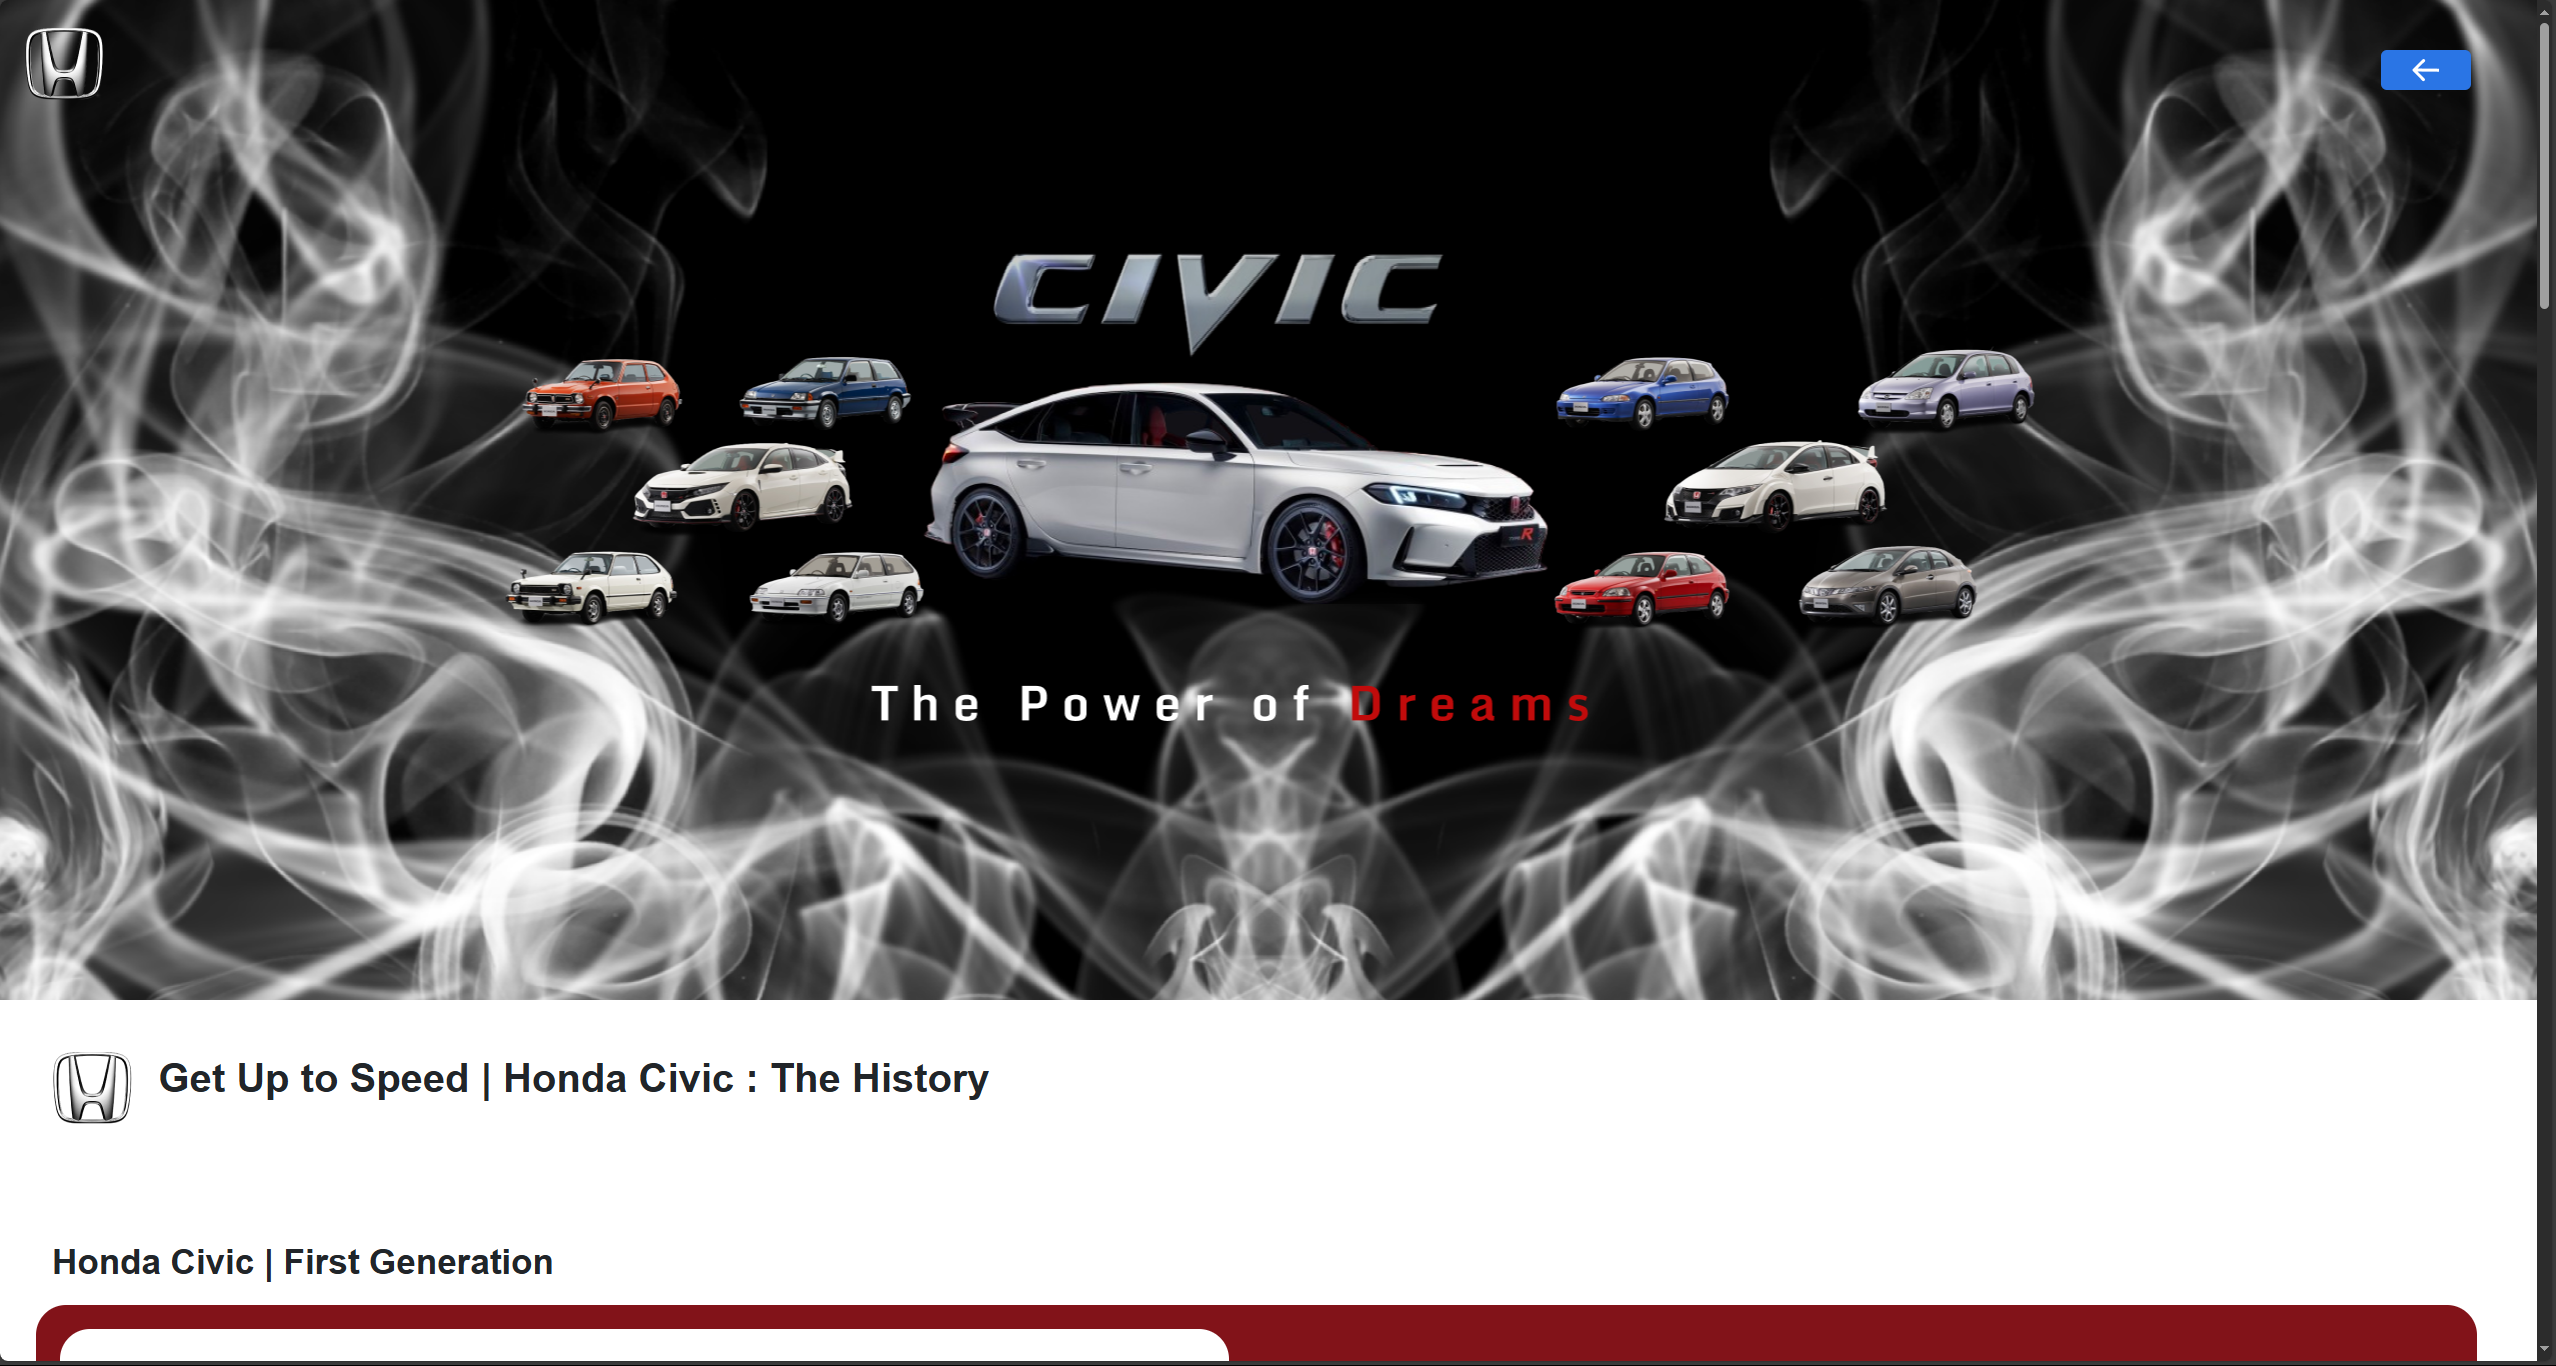 CIVIC
The Power of Dreams
Get Up to Speed | Honda Civic : The History
Honda Civic | First Generation